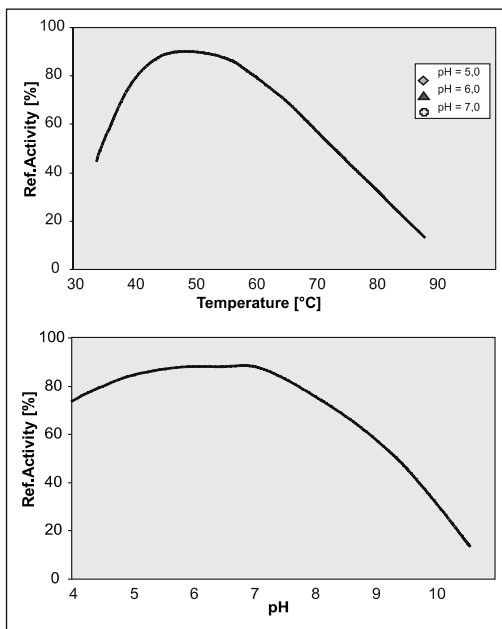 100
80
60
40
20
0
Ref.Activity [%]
pH = 5,0
pH = 6,0
pH = 7,0
30 40 50 60 70 80 90
Temperature [°C]
100
80
60
40
20
0
Ref.Activity [%]
4 5 6 7 8 9 10
pH